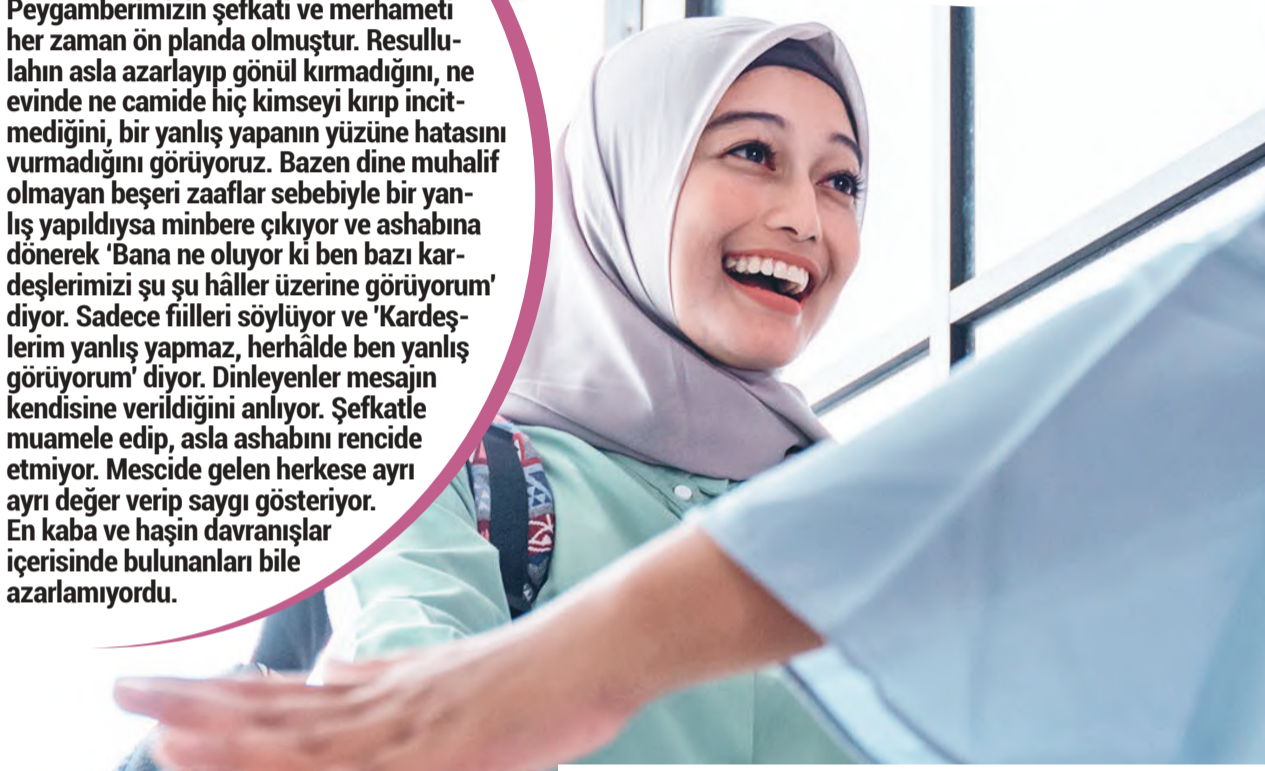 Peygamberimizin şefkati ve merhameti
her zaman ön planda olmuştur. Resullu-
lahın asla azarlayıp gönül kırmadığını, ne
evinde ne camide hiç kimseyi kırıp incit-
mediğini, bir yanlış yapanın yüzüne hatasını
vurmadığını görüyoruz. Bazen dine muhalif
olmayan beşeri zaaflar sebebiyle bir yan-
lış yapıldıysa minbere çıkıyor ve ashabına
dönerek ‘Bana ne oluyor ki ben bazı kar-
deşlerimizi şu şu hâller üzerine görüyorum'
diyor. Sadece fiilleri söylüyor ve 'Kardeş-
lerim yanlış yapmaz, herhâlde ben yanlış
görüyorum' diyor. Dinleyenler mesajın
kendisine verildiğini anlıyor. Şefkatle
muamele edip, asla ashabını rencide
etmiyor. Mescide gelen herkese ayrı
ayrı değer verip saygı gösteriyor.
En kaba ve haşin davranışlar
içerisinde bulunanları bile
azarlamıyordu.